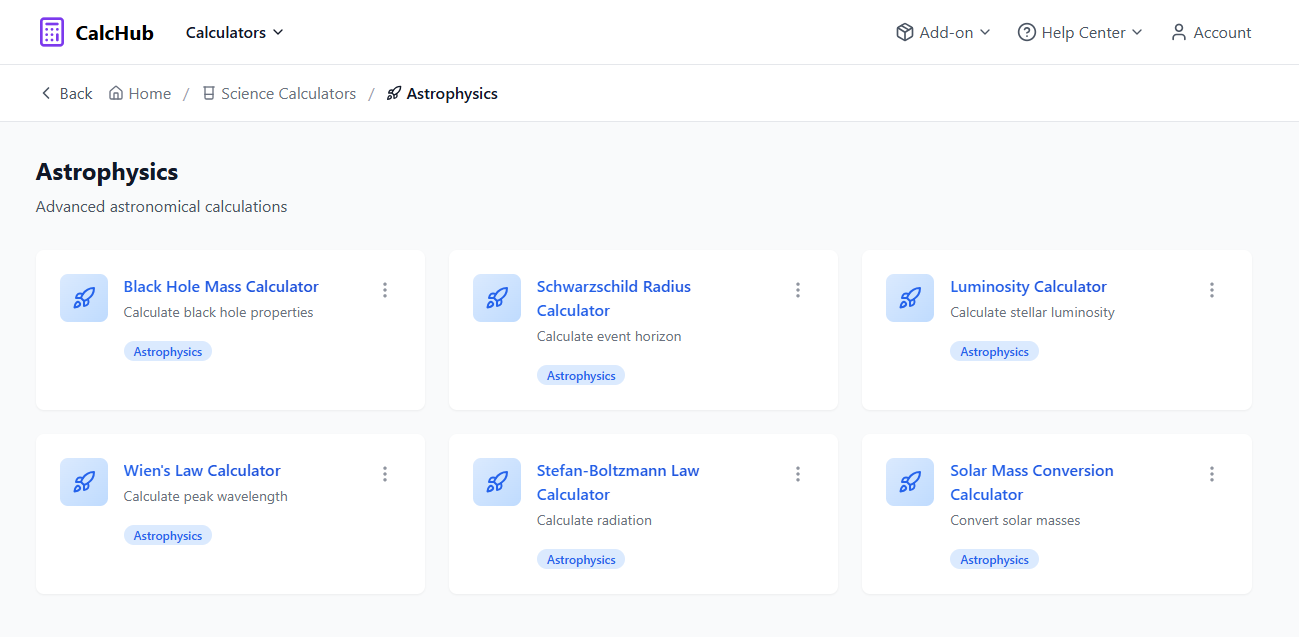 CalcHub Calculators Add-on Help Center Account
Back Home / Science Calculators / Astrophysics
Astrophysics
Advanced astronomical calculations
Black Hole Mass Calculator
Calculate black hole properties
Astrophysics
Schwarzschild Radius
Calculator
Calculate event horizon
Astrophysics
Luminosity Calculator
Calculate stellar luminosity
Astrophysics
Wien's Law Calculator
Calculate peak wavelength
Astrophysics
Stefan-Boltzmann Law
Calculator
Calculate radiation
Astrophysics
Solar Mass Conversion
Calculator
Convert solar masses
Astrophysics